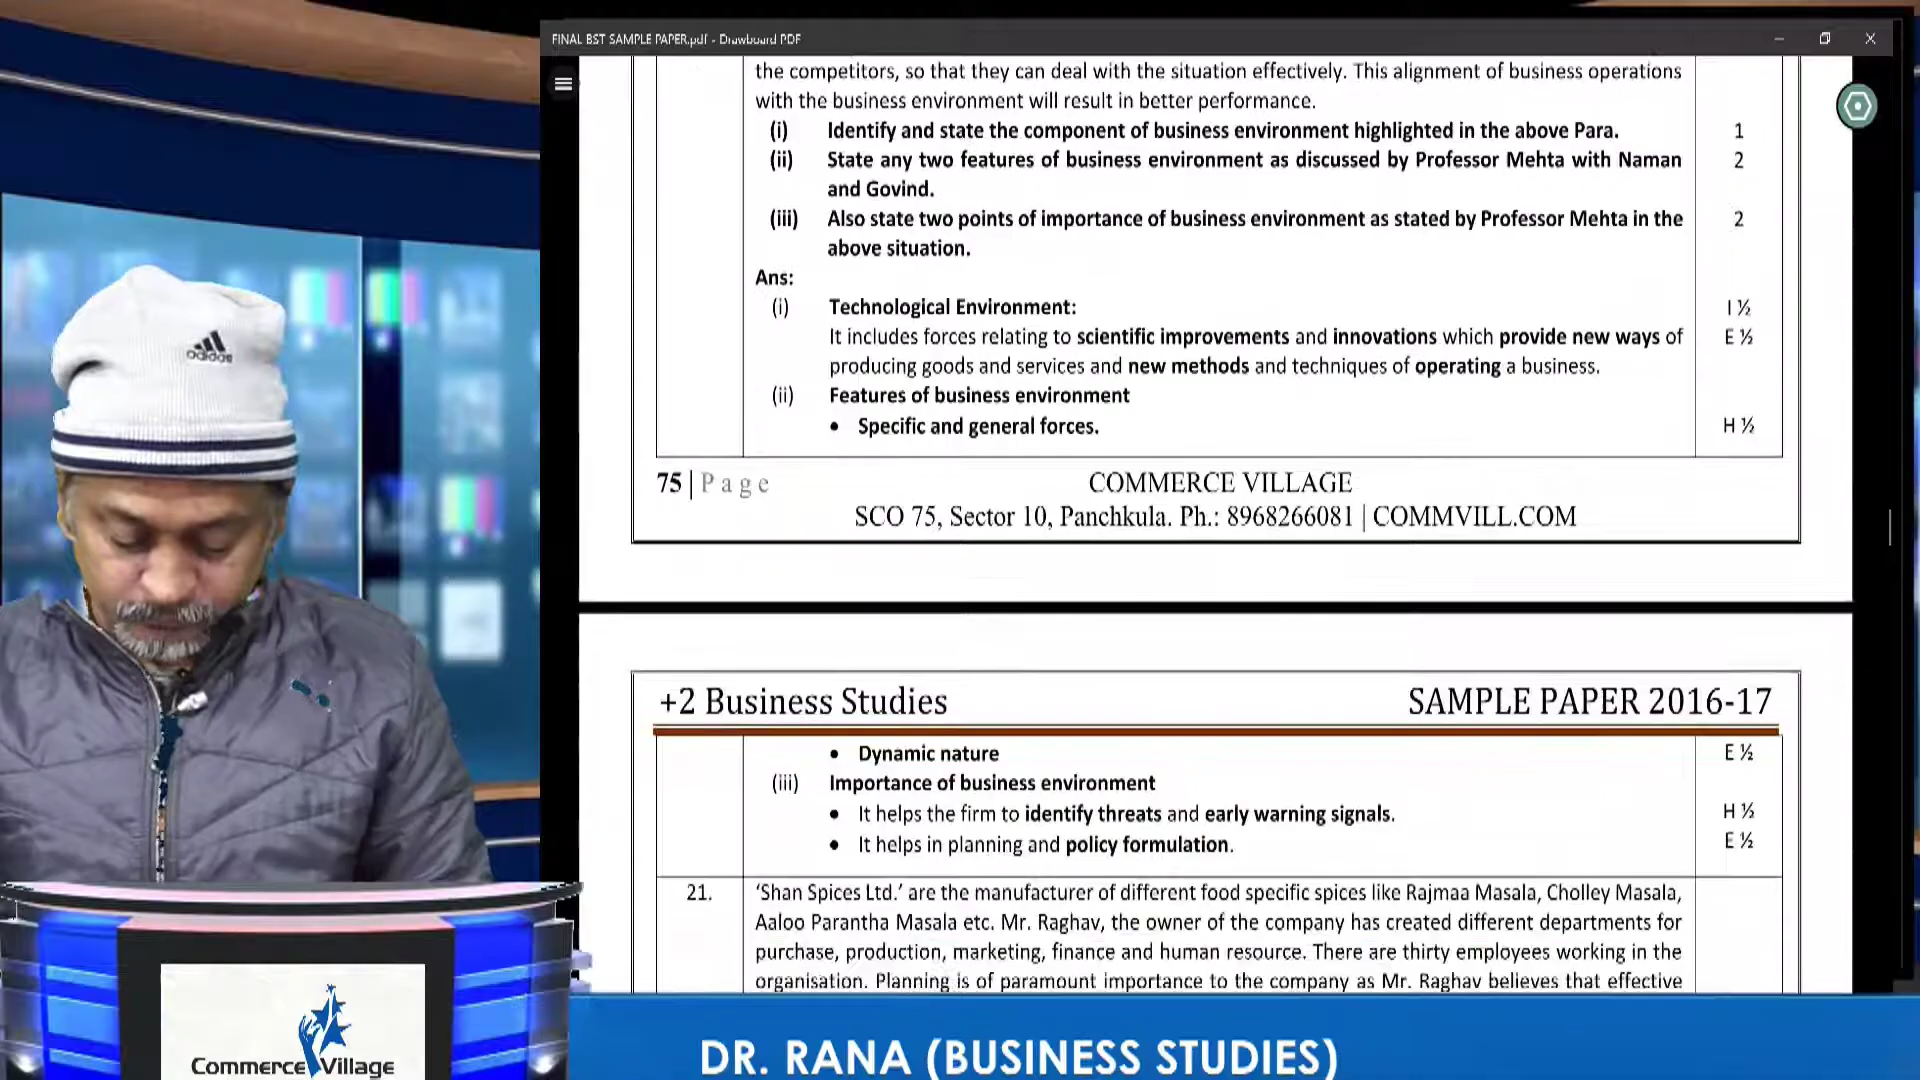 FINAL BST SAMPLE PAPER.pdf - Drawboard PDF
the competitors, so that they can deal with the situation effectively. This alignment of business operations
with the business environment will result in better performance.
(i) Identify and state the component of business environment highlighted in the above Para. 1
(ii) State any two features of business environment as discussed by Professor Mehta with Naman 2
and Govind.
(iii) Also state two points of importance of business environment as stated by Professor Mehta in the 2
above situation.
Ans:
(i) Technological Environment: I ½
It includes forces relating to scientific improvements and innovations which provide new ways of E ½
producing goods and services and new methods and techniques of operating a business.
(ii) Features of business environment
• Specific and general forces. H ½
75 | Page COMMERCE VILLAGE
SCO 75, Sector 10, Panchkula. Ph.: 8968266081 | COMMVILL.COM
+2 Business Studies SAMPLE PAPER 2016-17
• Dynamic nature E ½
(iii) Importance of business environment
• It helps the firm to identify threats and early warning signals. H ½
• It helps in planning and policy formulation. E ½
21. ‘Shan Spices Ltd.’ are the manufacturer of different food specific spices like Rajmaa Masala, Cholley Masala,
Aaloo Parantha Masala etc. Mr. Raghav, the owner of the company has created different departments for
purchase, production, marketing, finance and human resource. There are thirty employees working in the
organisation. Planning is of paramount importance to the company as Mr. Raghav believes that effective
adidas
Commerce Village
DR. RANA (BUSINESS STUDIES)